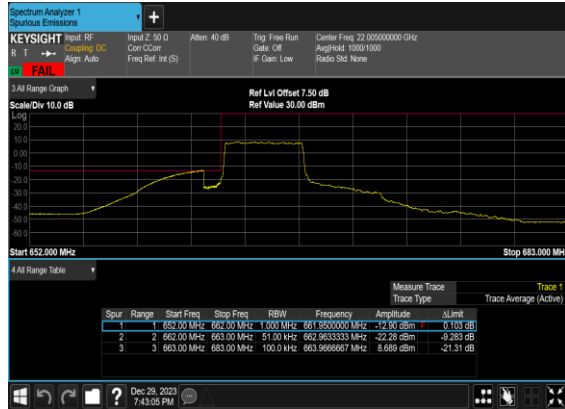 Spectrum Analyzer 1
Spurious Emissions
+
KEYSIGHT Input: RF Input Z: 50 Ω Atten: 40 dB Trig: Free Run Center Freq: 22.005000000 GHz
R T Coupling: DC Corr CCorr Gate: Off Avg|Hold: 1000/1000
Align: Auto Freq Ref: Int (S) IF Gain: Low Radio Std: None
LV FAIL
3 All Range Graph
Ref Lvl Offset 7.50 dB
Scale/Div 10.0 dB Ref Value 30.00 dBm
Log
20.0
10.0
0.00
-10.0
-20.0
-30.0
-40.0
-50.0
-60.0
Start 652.000 MHz Stop 683.000 MH
4 All Range Table
Measure Trace Trace 1
Trace Type Trace Average (Active)
Spur Range Start Freq Stop Freq RBW Frequency Amplitude ΔLimit
1 1 652.00 MHz 662.00 MHz 1.000 MHz 661.9500000 MHz -12.90 dBm F 0.103 dB
2 2 662.00 MHz 663.00 MHz 51.00 kHz 662.9633333 MHz -22.28 dBm -9.283 dB
3 3 663.00 MHz 683.00 MHz 100.0 kHz 663.9666667 MHz 8.689 dBm -21.31 dB
? Dec 29, 2023
7:43:05 PM